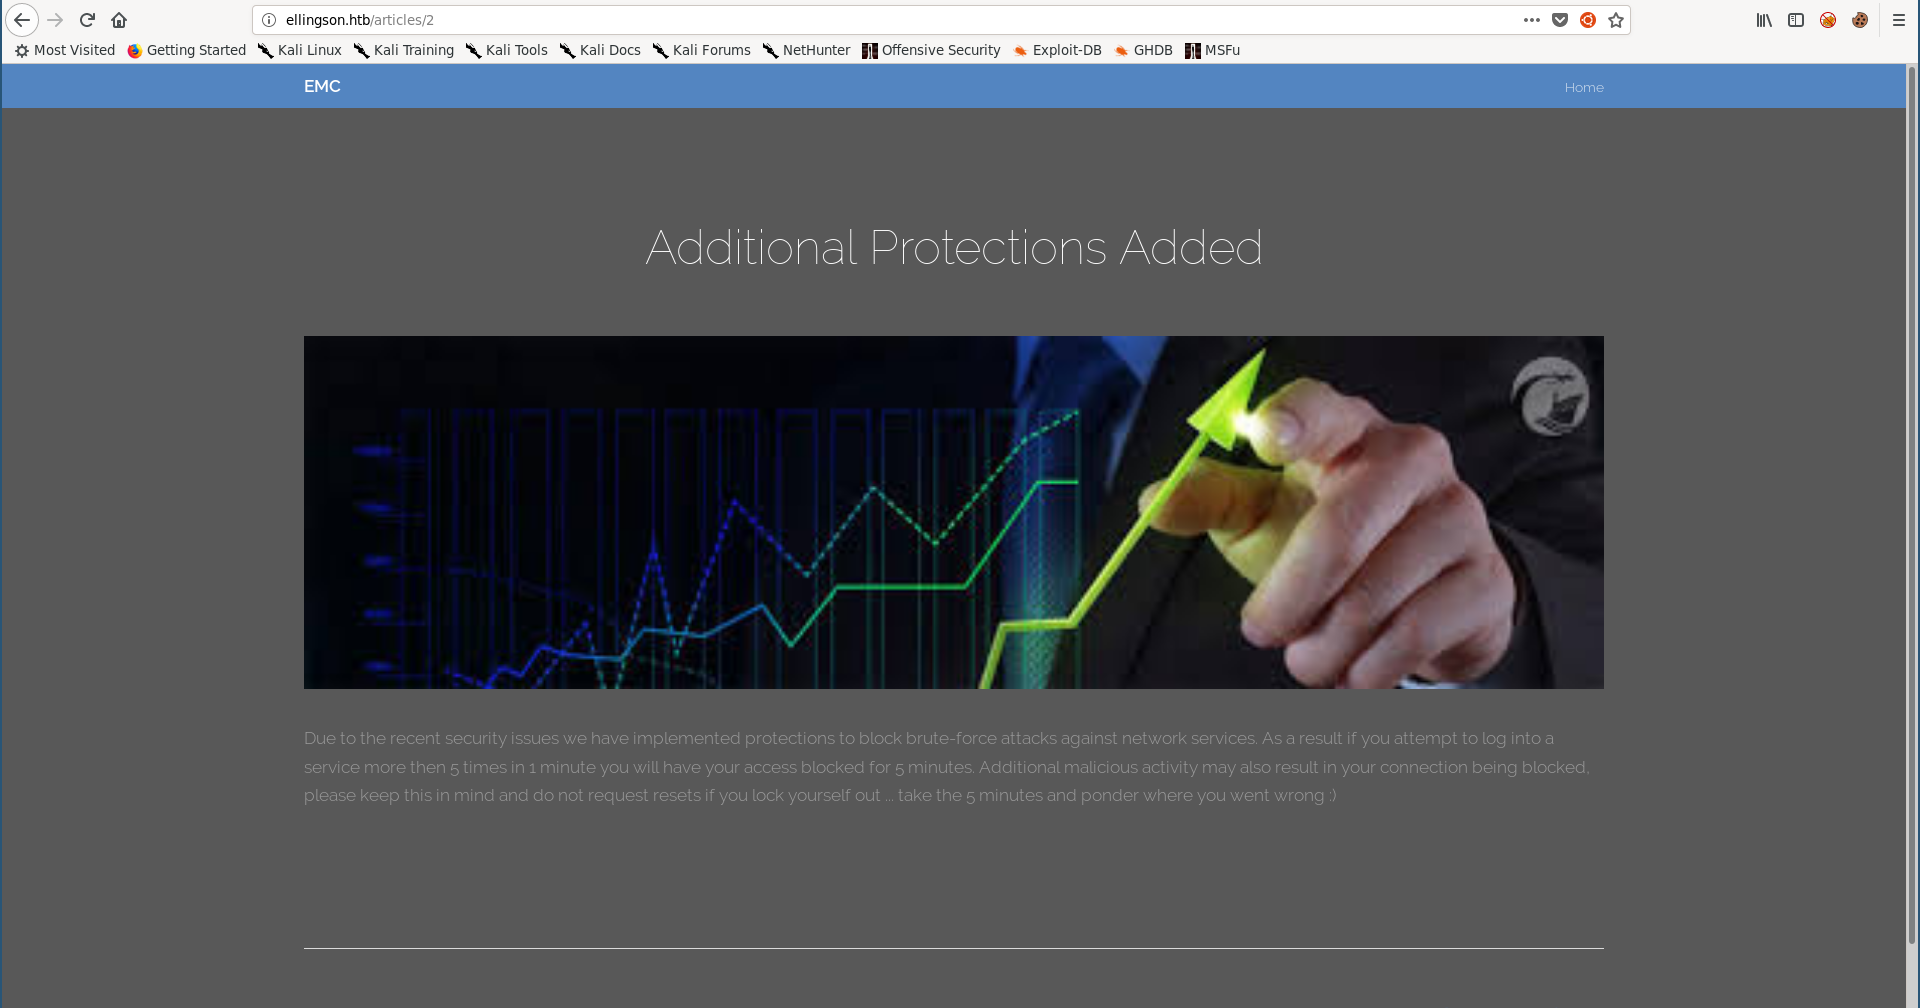 ellingson.htb/articles/2
Most Visited Getting Started Kali Linux Kali Training Kali Tools Kali Docs Kali Forums NetHunter Offensive Security Exploit-DB GHDB MSFu
EMC Home
Additional Protections Added
Due to the recent security issues we have implemented protections to block brute-force attacks against network services. As a result if you attempt to log into a
service more then 5 times in 1 minute you will have your access blocked for 5 minutes. Additional malicious activity may also result in your connection being blocked,
please keep this in mind and do not request resets if you lock yourself out ... take the 5 minutes and ponder where you went wrong :)